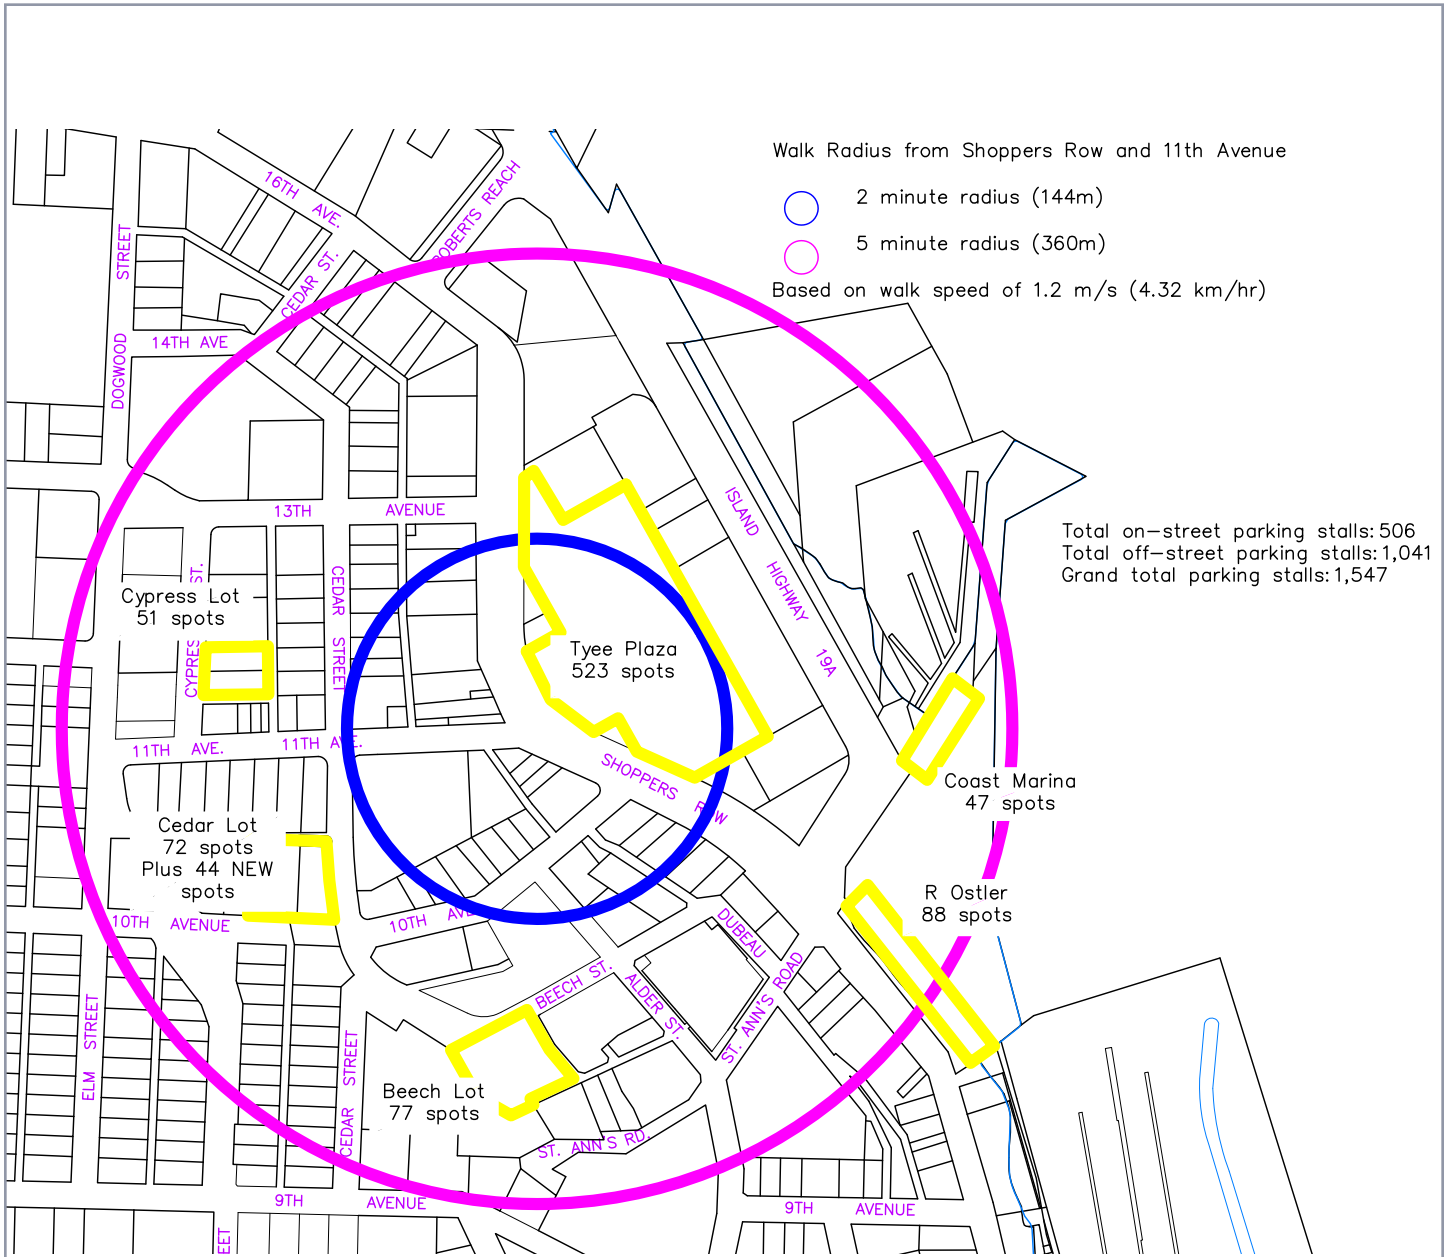 Walk Radius from Shoppers Row and 11th Avenue
2 minute radius (144m)
5 minute radius (360m)
Based on walk speed of 1.2 m/s (4.32 km/hr)
16TH AVE.
ROBERTS REACH
DOGWOOD STREET
CEDAR ST.
14TH AVE
13TH AVENUE
ISLAND HIGHWAY 19A
Total on-street parking stalls: 506
Total off-street parking stalls: 1,041
Grand total parking stalls: 1,547
ST.
CYPRES
Cypress Lot
51 spots
CEDAR STREET
Tyee Plaza
523 spots
11TH AVE.
11TH AVE.
SHOPPERS ROW
Coast Marina
47 spots
Cedar Lot
72 spots
Plus 44 NEW
spots
R Ostler
88 spots
10TH AVENUE
10TH AVE
DUBEAU
BEECH ST.
ALDER ST.
ST. ANN'S ROAD
ELM STREET
CEDAR STREET
Beech Lot
77 spots
ST. ANN'S RD.
9TH AVENUE
9TH AVENUE
EET